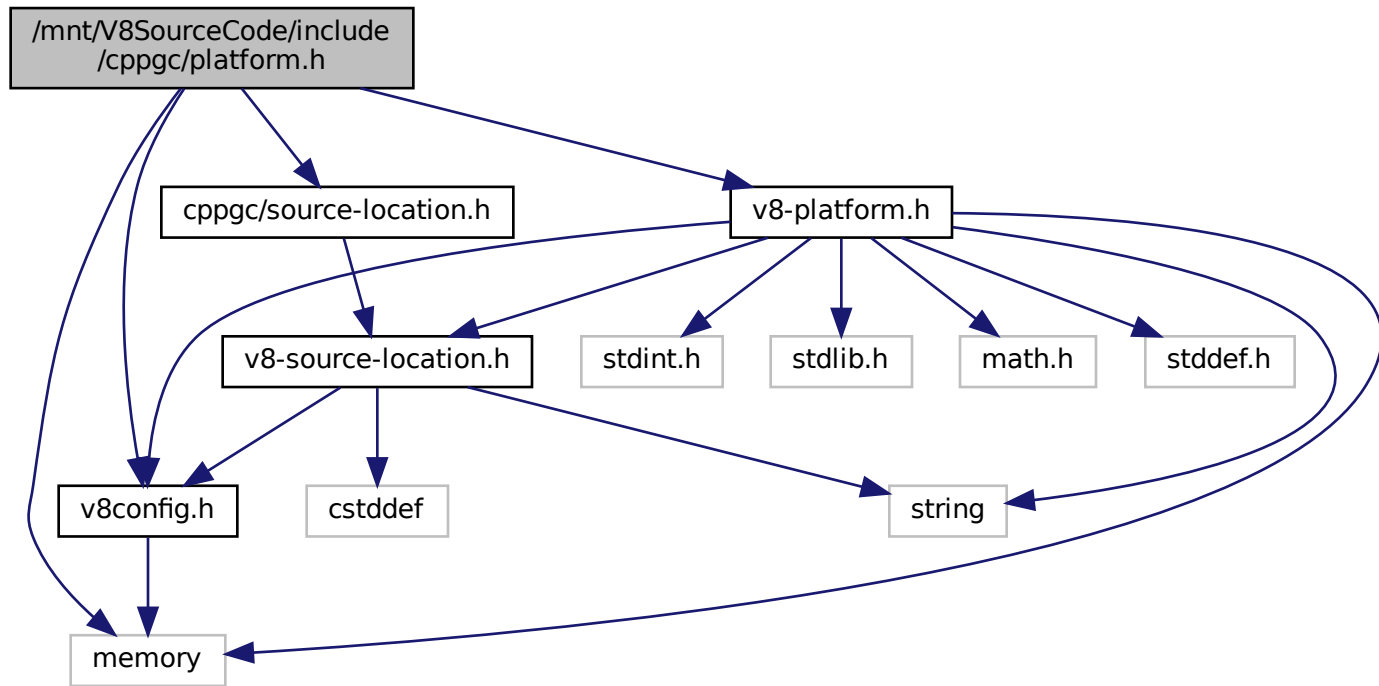 /mnt/V8SourceCode/include
/cppgc/platform.h
cppgc/source-location.h
v8-platform.h
v8-source-location.h
stdint.h
stdlib.h
math.h
stddef.h
v8config.h
cstddef
string
memory